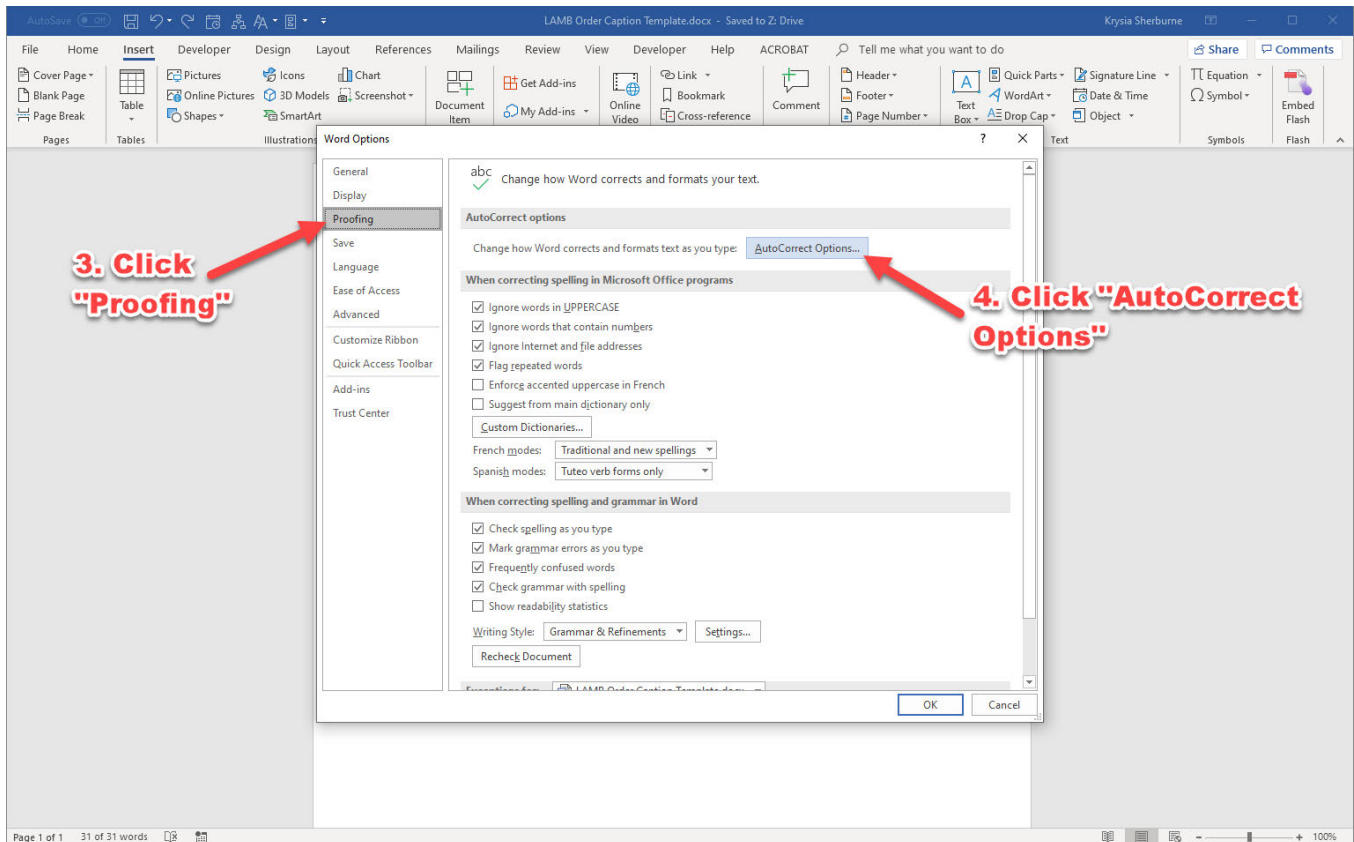 AutoSave Off LAMB Order Caption Template.docx - Saved to Z: Drive Krysia Sherburne
File Home Insert Developer Design Layout References Mailings Review View Developer Help ACROBAT Tell me what you want to do Share Comments
Cover Page Pictures Icons Chart Get Add-ins Link Header Quick Parts Signature Line Equation
Blank Page Online Pictures 3D Models Screenshot Bookmark Footer WordArt Date & Time Symbol
Page Break Shapes SmartArt My Add-ins Cross-reference Page Number Drop Cap Object
Table Document Item Online Video Comment Text Box Embed Flash
Pages Tables Illustrations Text Symbols Flash
Word Options
General
Display
Proofing
Save
Language
Ease of Access
Advanced
Customize Ribbon
Quick Access Toolbar
Add-ins
Trust Center
abc Change how Word corrects and formats your text.
AutoCorrect options
Change how Word corrects and formats text as you type: AutoCorrect Options...
When correcting spelling in Microsoft Office programs
Ignore words in UPPERCASE
Ignore words that contain numbers
Ignore Internet and file addresses
Flag repeated words
Enforce accented uppercase in French
Suggest from main dictionary only
Custom Dictionaries...
French modes: Traditional and new spellings
Spanish modes: Tuteo verb forms only
When correcting spelling and grammar in Word
Check spelling as you type
Mark grammar errors as you type
Frequently confused words
Check grammar with spelling
Show readability statistics
Writing Style: Grammar & Refinements Settings...
Recheck Document
Exceptions for: LAMB Order Caption Template.docx
OK Cancel
3. Click
"Proofing"
4. Click "AutoCorrect
Options"
Page 1 of 1 31 of 31 words 100%